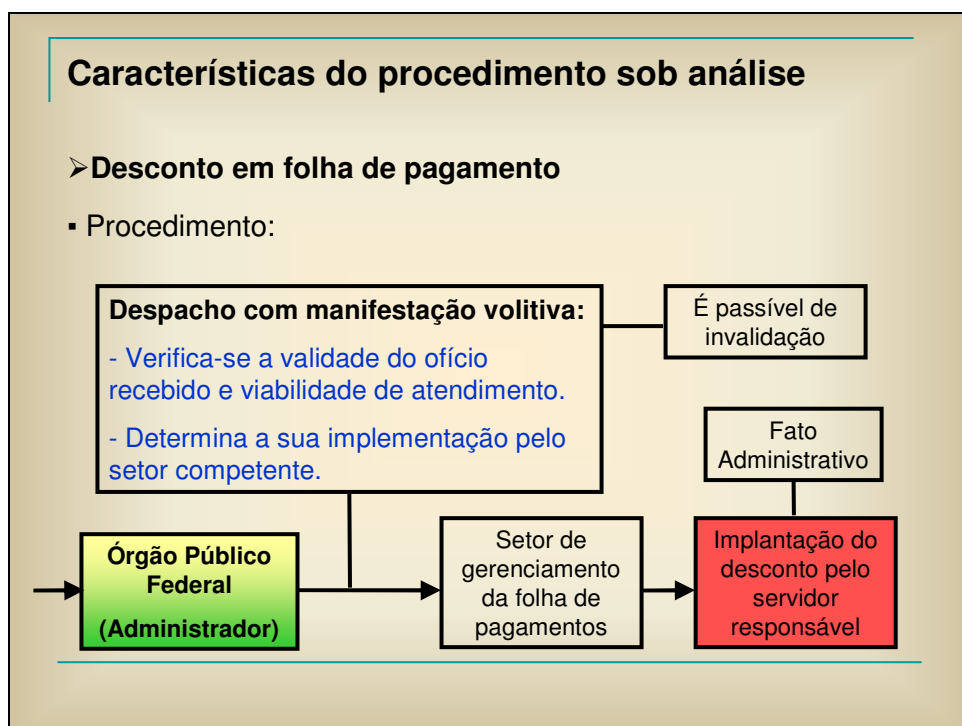 Características do procedimento sob análise
➢Desconto em folha de pagamento
▪ Procedimento:
Despacho com manifestação volitiva:
- Verifica-se a validade do ofício
recebido e viabilidade de atendimento.
- Determina a sua implementação pelo
setor competente.
É passível de
invalidação
Fato
Administrativo
Órgão Público
Federal
(Administrador)
Setor de
gerenciamento
da folha de
pagamentos
Implantação do
desconto pelo
servidor
responsável